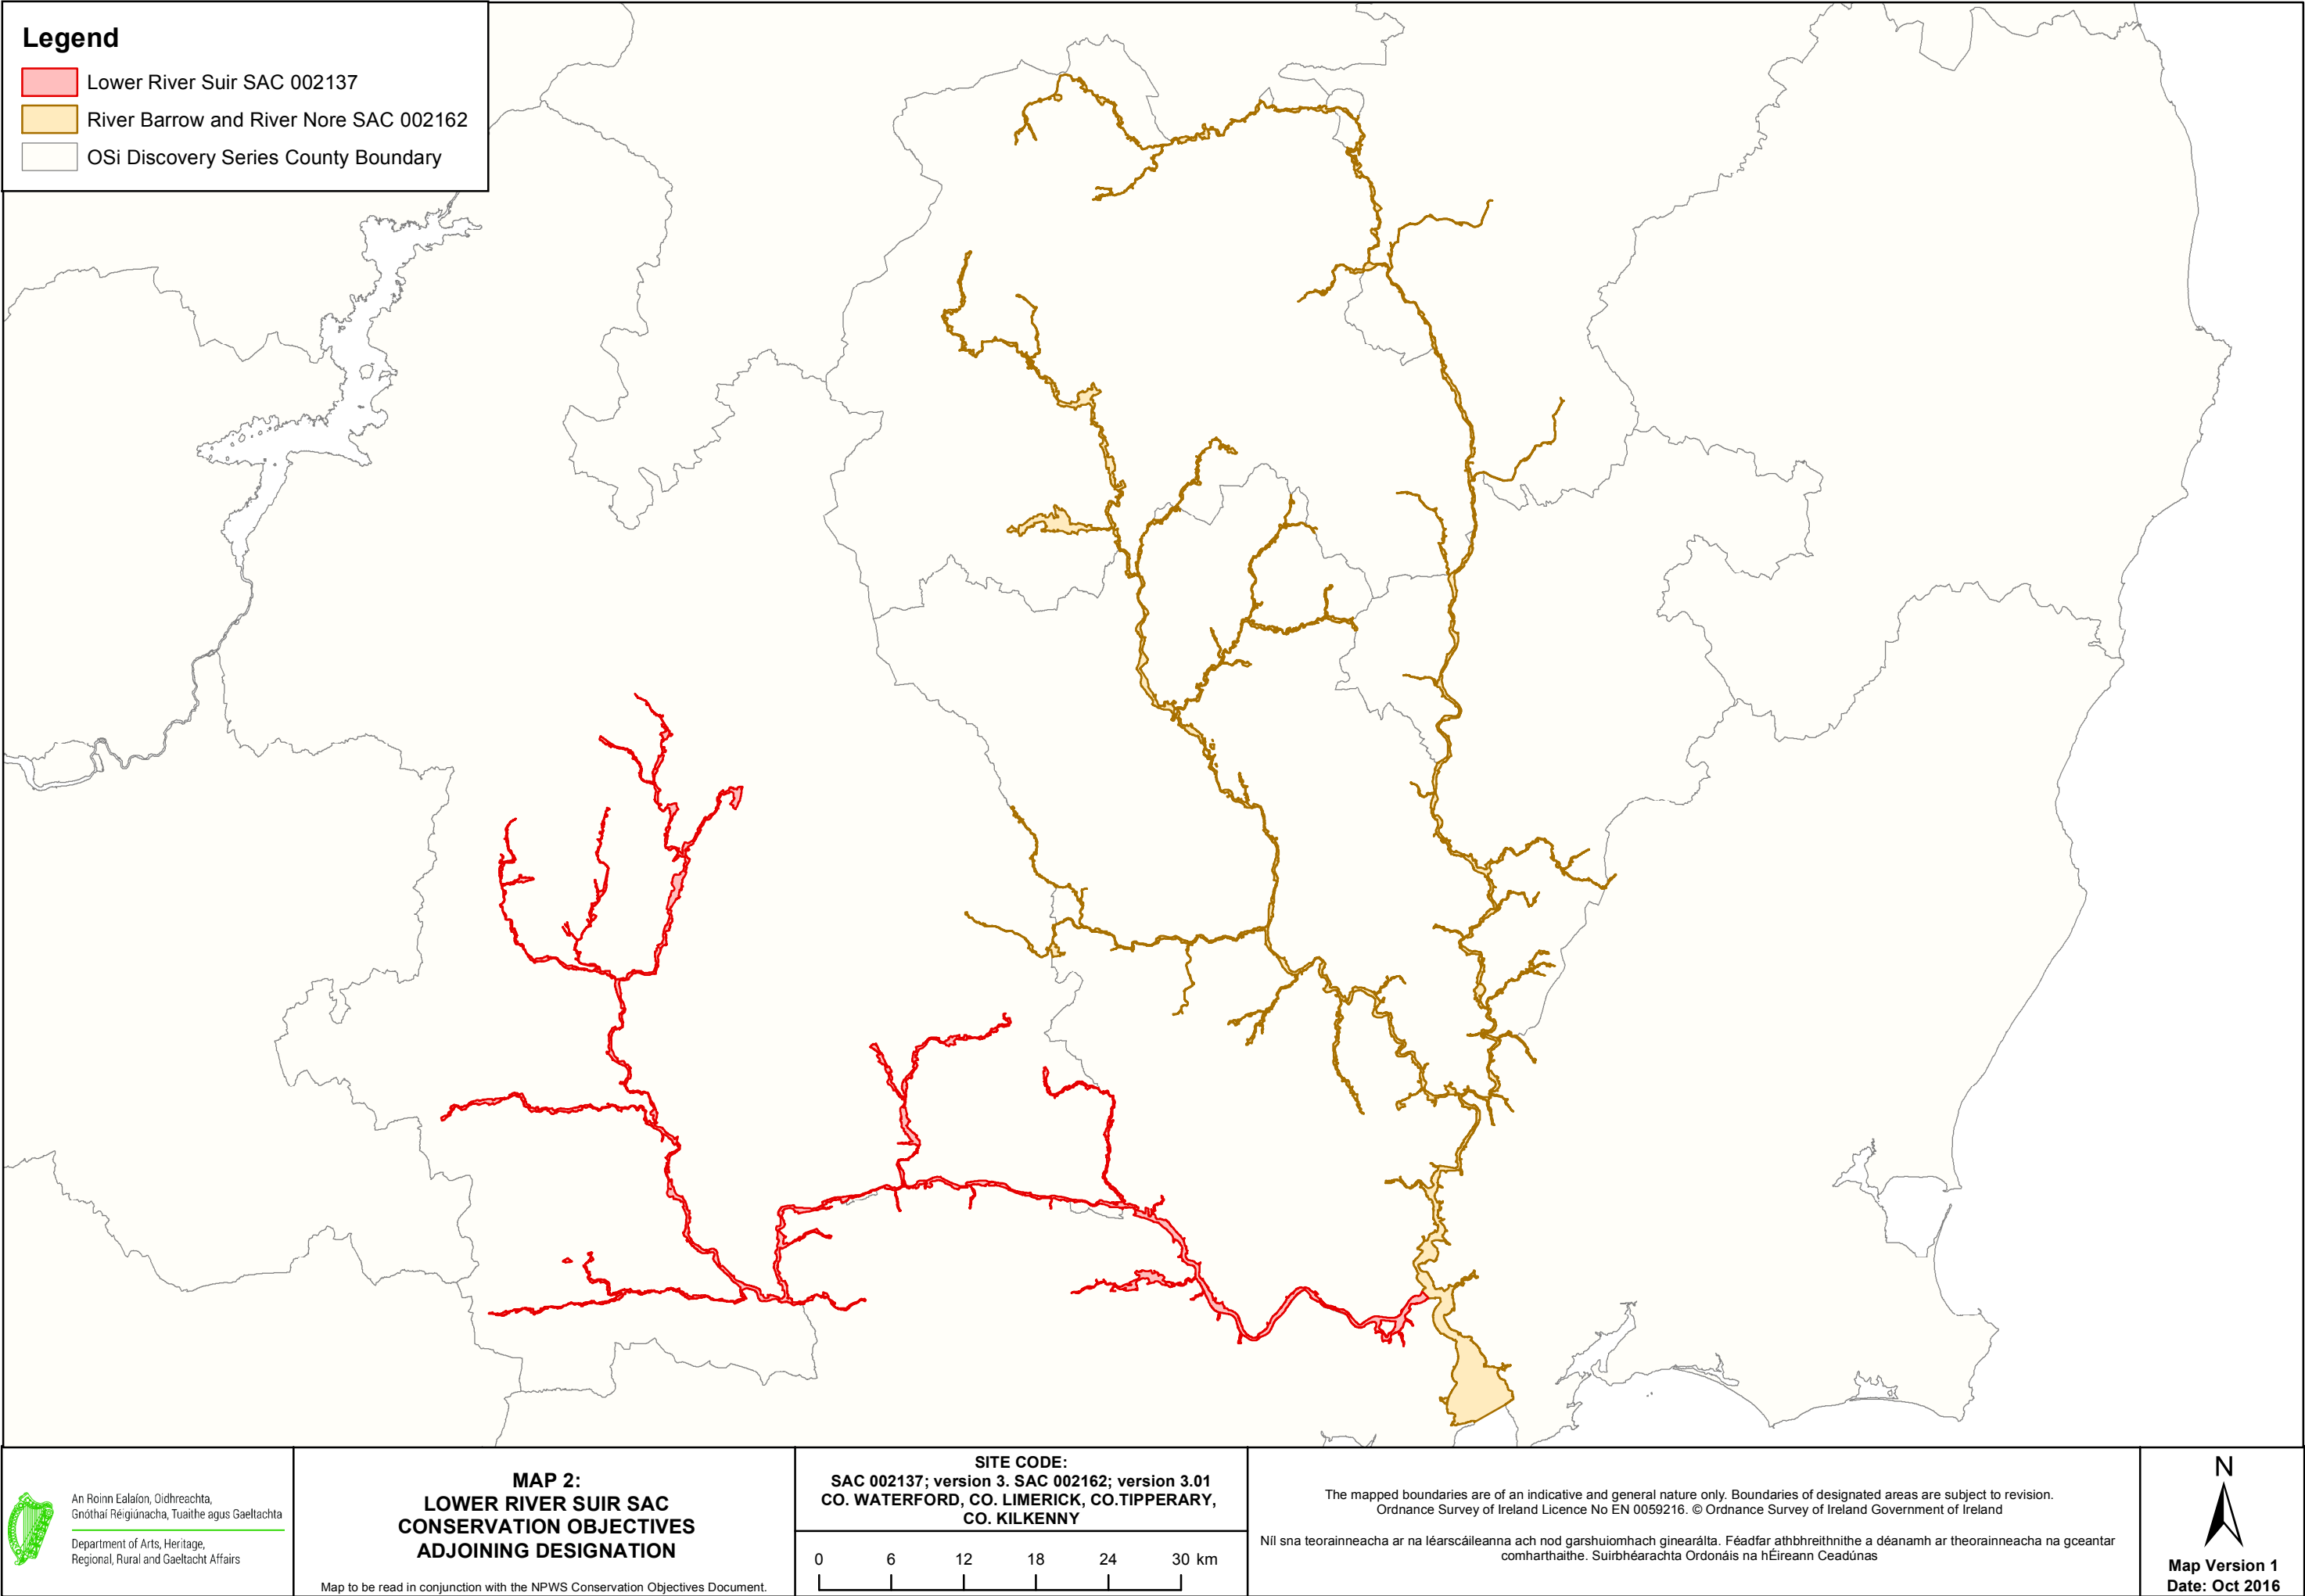 Legend
Lower River Suir SAC 002137
River Barrow and River Nore SAC 002162
OSi Discovery Series County Boundary
An Roinn Ealaíon, Oidhreachta,
Gnóthaí Réigiúnacha, Tuaithe agus Gaeltachta
Department of Arts, Heritage,
Regional, Rural and Gaeltacht Affairs
MAP 2:
LOWER RIVER SUIR SAC
CONSERVATION OBJECTIVES
ADJOINING DESIGNATION
Map to be read in conjunction with the NPWS Conservation Objectives Document.
SITE CODE:
SAC 002137; version 3. SAC 002162; version 3.01
CO. WATERFORD, CO. LIMERICK, CO.TIPPERARY,
CO. KILKENNY
0 6 12 18 24 30 km
The mapped boundaries are of an indicative and general nature only. Boundaries of designated areas are subject to revision.
Ordnance Survey of Ireland Licence No EN 0059216. © Ordnance Survey of Ireland Government of Ireland
Níl sna teorainneacha ar na léarscáileanna ach nod garshuiomhach ginearálta. Féadfar athbhreithnithe a déanamh ar theorainneacha na gceantar
comharthaithe. Suirbhéarachta Ordonáis na hÉireann Ceadúnas
N
Map Version 1
Date: Oct 2016